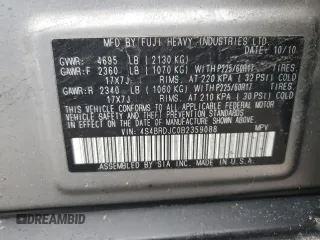 MFD BY FUJI HEAVY INDUSTRIES LTD.
10/10
GVWR: 4695 LB (2130 KG)
GAWR:F 2360 LB (1070 KG) WITH P225/60R17 TIRES,
17X7J RIMS, AT 220 KPA (32 PSI) COLD
GAWR:R 2340 LB (1060 KG) WITH P225/60R17 TIRES,
17X7J RIMS, AT 210 KPA (30 PSI) COLD
THIS VEHICLE CONFORMS TO ALL APPLICABLE
FEDERAL MOTOR VEHICLE SAFETY, BUMPER, AND THEFT
PREVENTION STANDARDS IN EFFECT ON THE DATE OF
MANUFACTURE SHOWN ABOVE.
VIN: 4S4BRDJC0B2359088 MPV
ASSEMBLED BY SIA INC. MADE IN U.S.A.
© DEMOBID